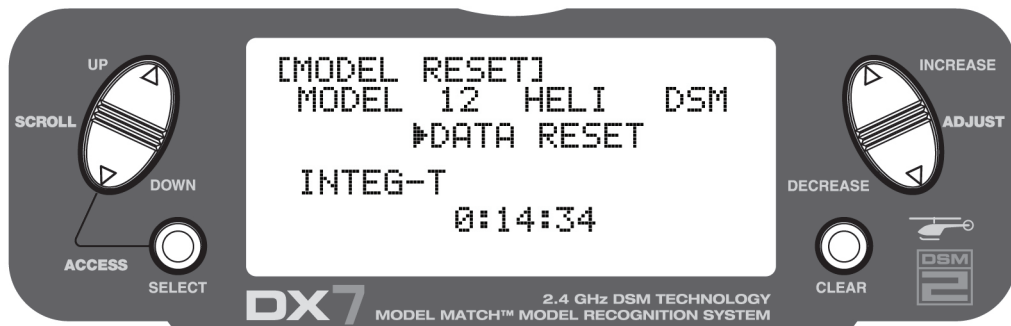 UP
SCROLL
DOWN
ACCESS
SELECT
[MODEL RESET]
MODEL 12 HELI DSM
DATA RESET
INTEG-T
0:14:34
INCREASE
ADJUST
DECREASE
CLEAR
DSM
2
DX7
2.4 GHz DSM TECHNOLOGY
MODEL MATCH™ MODEL RECOGNITION SYSTEM